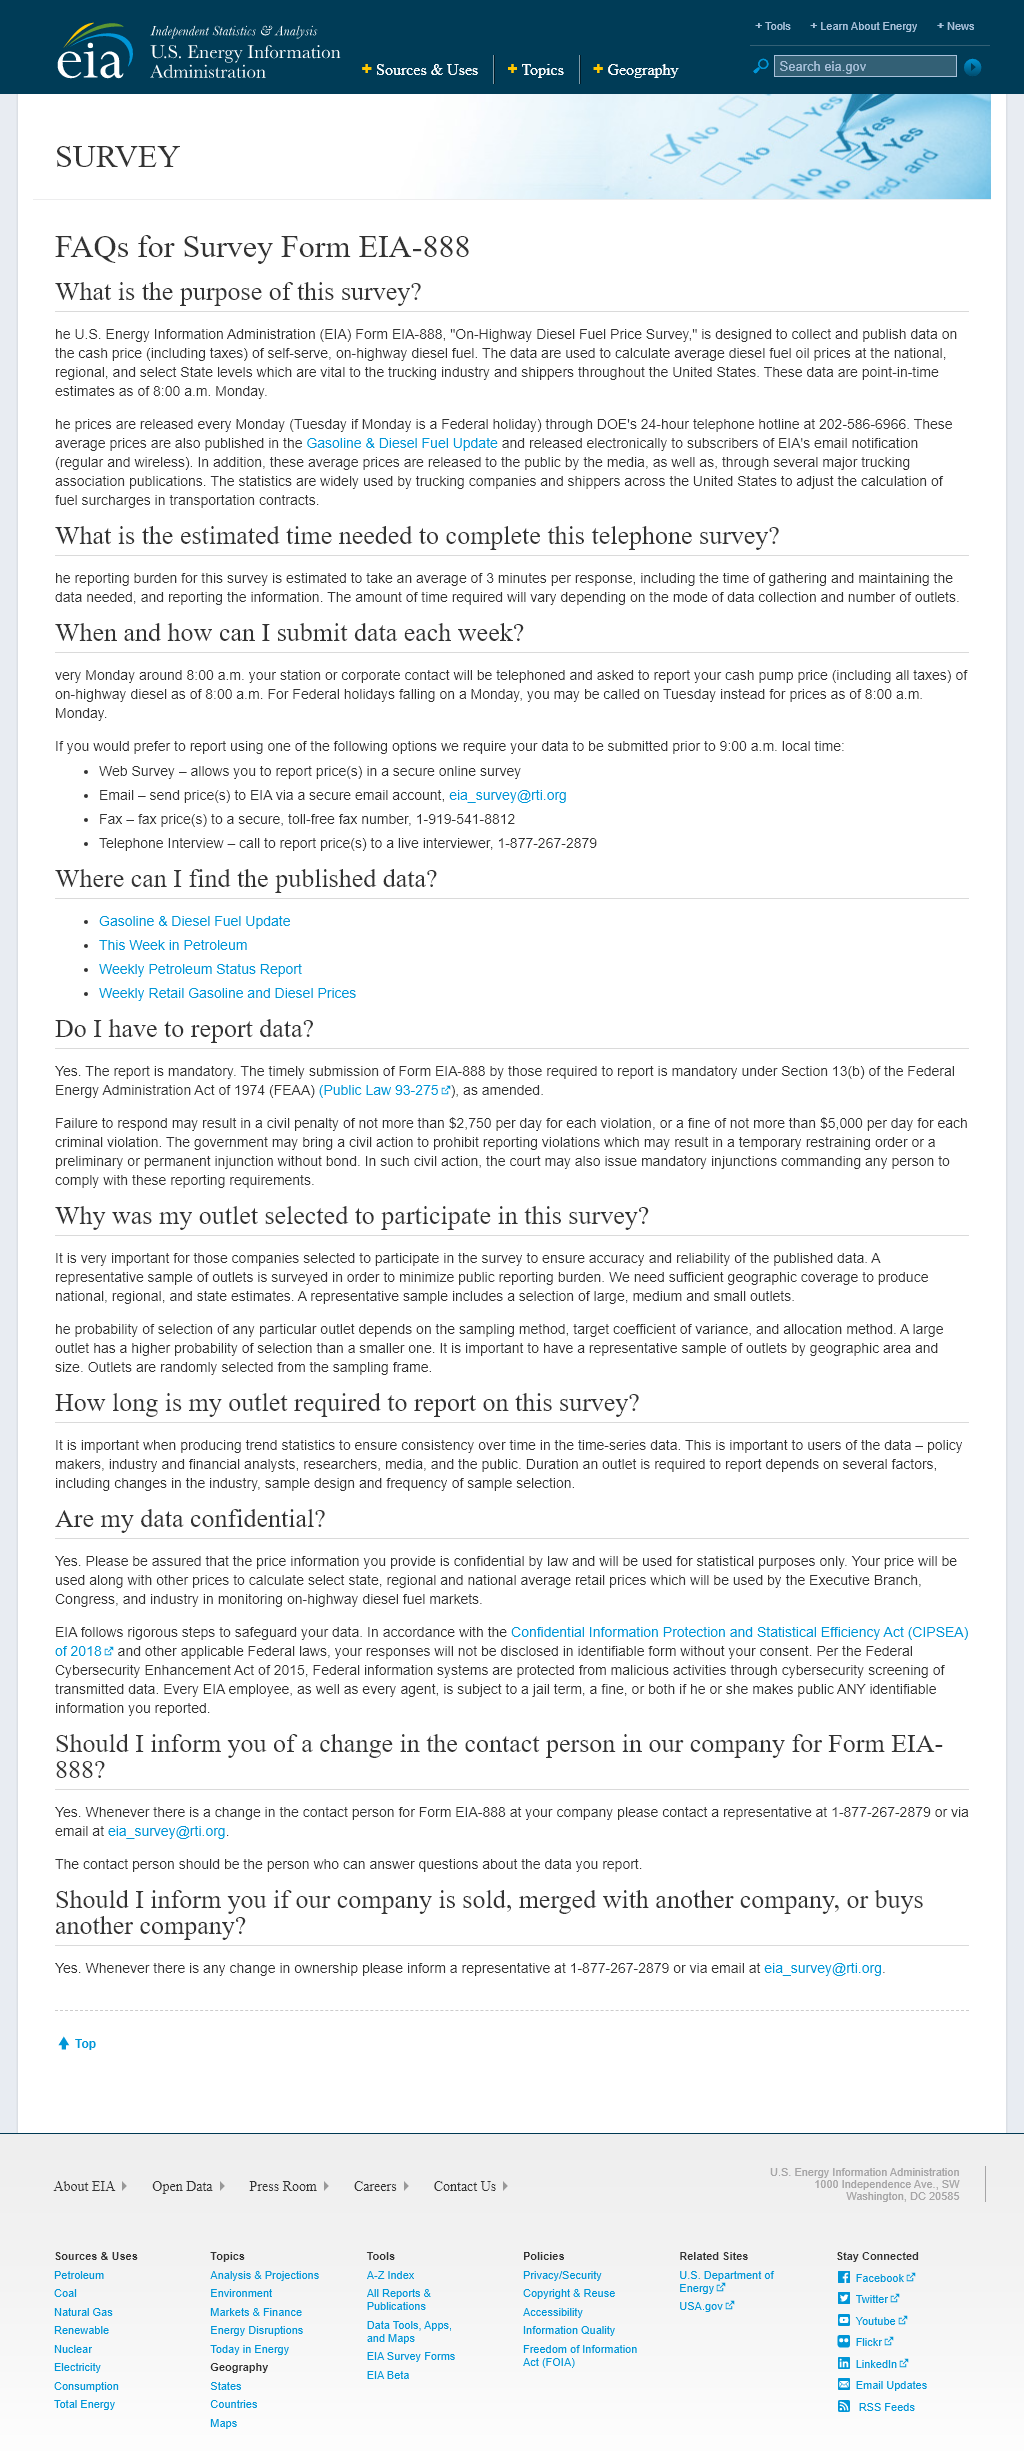 eia
Independent Statistics & Analysis
U.S. Energy Information
Administration
+ Sources & Uses
+ Topics
+ Geography
+ Tools
+ Learn About Energy
+ News
Search eia.gov
SURVEY
No
No
No
No
Yes
Yes
rred, and
FAQs for Survey Form EIA-888
What is the purpose of this survey?
he U.S. Energy Information Administration (EIA) Form EIA-888, "On-Highway Diesel Fuel Price Survey," is designed to collect and publish data on
the cash price (including taxes) of self-serve, on-highway diesel fuel. The data are used to calculate average diesel fuel oil prices at the national,
regional, and select State levels which are vital to the trucking industry and shippers throughout the United States. These data are point-in-time
estimates as of 8:00 a.m. Monday.
he prices are released every Monday (Tuesday if Monday is a Federal holiday) through DOE's 24-hour telephone hotline at 202-586-6966. These
average prices are also published in the Gasoline & Diesel Fuel Update and released electronically to subscribers of EIA's email notification
(regular and wireless). In addition, these average prices are released to the public by the media, as well as, through several major trucking
association publications. The statistics are widely used by trucking companies and shippers across the United States to adjust the calculation of
fuel surcharges in transportation contracts.
What is the estimated time needed to complete this telephone survey?
he reporting burden for this survey is estimated to take an average of 3 minutes per response, including the time of gathering and maintaining the
data needed, and reporting the information. The amount of time required will vary depending on the mode of data collection and number of outlets.
When and how can I submit data each week?
very Monday around 8:00 a.m. your station or corporate contact will be telephoned and asked to report your cash pump price (including all taxes) of
on-highway diesel as of 8:00 a.m. For Federal holidays falling on a Monday, you may be called on Tuesday instead for prices as of 8:00 a.m.
Monday.
If you would prefer to report using one of the following options we require your data to be submitted prior to 9:00 a.m. local time:
• Web Survey – allows you to report price(s) in a secure online survey
• Email – send price(s) to EIA via a secure email account, eia_survey@rti.org
• Fax – fax price(s) to a secure, toll-free fax number, 1-919-541-8812
• Telephone Interview – call to report price(s) to a live interviewer, 1-877-267-2879
Where can I find the published data?
• Gasoline & Diesel Fuel Update
• This Week in Petroleum
• Weekly Petroleum Status Report
• Weekly Retail Gasoline and Diesel Prices
Do I have to report data?
Yes. The report is mandatory. The timely submission of Form EIA-888 by those required to report is mandatory under Section 13(b) of the Federal
Energy Administration Act of 1974 (FEAA) (Public Law 93-275), as amended.
Failure to respond may result in a civil penalty of not more than $2,750 per day for each violation, or a fine of not more than $5,000 per day for each
criminal violation. The government may bring a civil action to prohibit reporting violations which may result in a temporary restraining order or a
preliminary or permanent injunction without bond. In such civil action, the court may also issue mandatory injunctions commanding any person to
comply with these reporting requirements.
Why was my outlet selected to participate in this survey?
It is very important for those companies selected to participate in the survey to ensure accuracy and reliability of the published data. A
representative sample of outlets is surveyed in order to minimize public reporting burden. We need sufficient geographic coverage to produce
national, regional, and state estimates. A representative sample includes a selection of large, medium and small outlets.
he probability of selection of any particular outlet depends on the sampling method, target coefficient of variance, and allocation method. A large
outlet has a higher probability of selection than a smaller one. It is important to have a representative sample of outlets by geographic area and
size. Outlets are randomly selected from the sampling frame.
How long is my outlet required to report on this survey?
It is important when producing trend statistics to ensure consistency over time in the time-series data. This is important to users of the data – policy
makers, industry and financial analysts, researchers, media, and the public. Duration an outlet is required to report depends on several factors,
including changes in the industry, sample design and frequency of sample selection.
Are my data confidential?
Yes. Please be assured that the price information you provide is confidential by law and will be used for statistical purposes only. Your price will be
used along with other prices to calculate select state, regional and national average retail prices which will be used by the Executive Branch,
Congress, and industry in monitoring on-highway diesel fuel markets.
EIA follows rigorous steps to safeguard your data. In accordance with the Confidential Information Protection and Statistical Efficiency Act (CIPSEA)
of 2018 and other applicable Federal laws, your responses will not be disclosed in identifiable form without your consent. Per the Federal
Cybersecurity Enhancement Act of 2015, Federal information systems are protected from malicious activities through cybersecurity screening of
transmitted data. Every EIA employee, as well as every agent, is subject to a jail term, a fine, or both if he or she makes public ANY identifiable
information you reported.
Should I inform you of a change in the contact person in our company for Form EIA-
888?
Yes. Whenever there is a change in the contact person for Form EIA-888 at your company please contact a representative at 1-877-267-2879 or via
email at eia_survey@rti.org.
The contact person should be the person who can answer questions about the data you report.
Should I inform you if our company is sold, merged with another company, or buys
another company?
Yes. Whenever there is any change in ownership please inform a representative at 1-877-267-2879 or via email at eia_survey@rti.org.
Top
About EIA
Open Data
Press Room
Careers
Contact Us
U.S. Energy Information Administration
1000 Independence Ave., SW
Washington, DC 20585
Sources & Uses
Petroleum
Coal
Natural Gas
Renewable
Nuclear
Electricity
Consumption
Total Energy
Topics
Analysis & Projections
Environment
Markets & Finance
Energy Disruptions
Today in Energy
Geography
States
Countries
Maps
Tools
A-Z Index
All Reports &
Publications
Data Tools, Apps,
and Maps
EIA Survey Forms
EIA Beta
Policies
Privacy/Security
Copyright & Reuse
Accessibility
Information Quality
Freedom of Information
Act (FOIA)
Related Sites
U.S. Department of
Energy
USA.gov
Stay Connected
Facebook
Twitter
Youtube
Flickr
LinkedIn
Email Updates
RSS Feeds